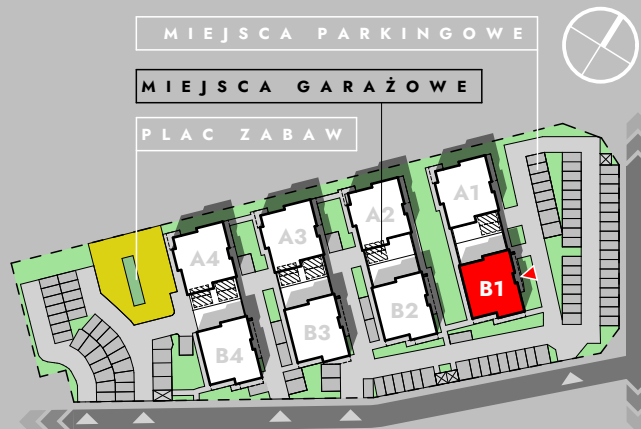 MIEJSCA PARKINGOWE
MIEJSCA GARAŻOWE
PLAC ZABAW
A1
A2
A3
A4
B1
B2
B3
B4